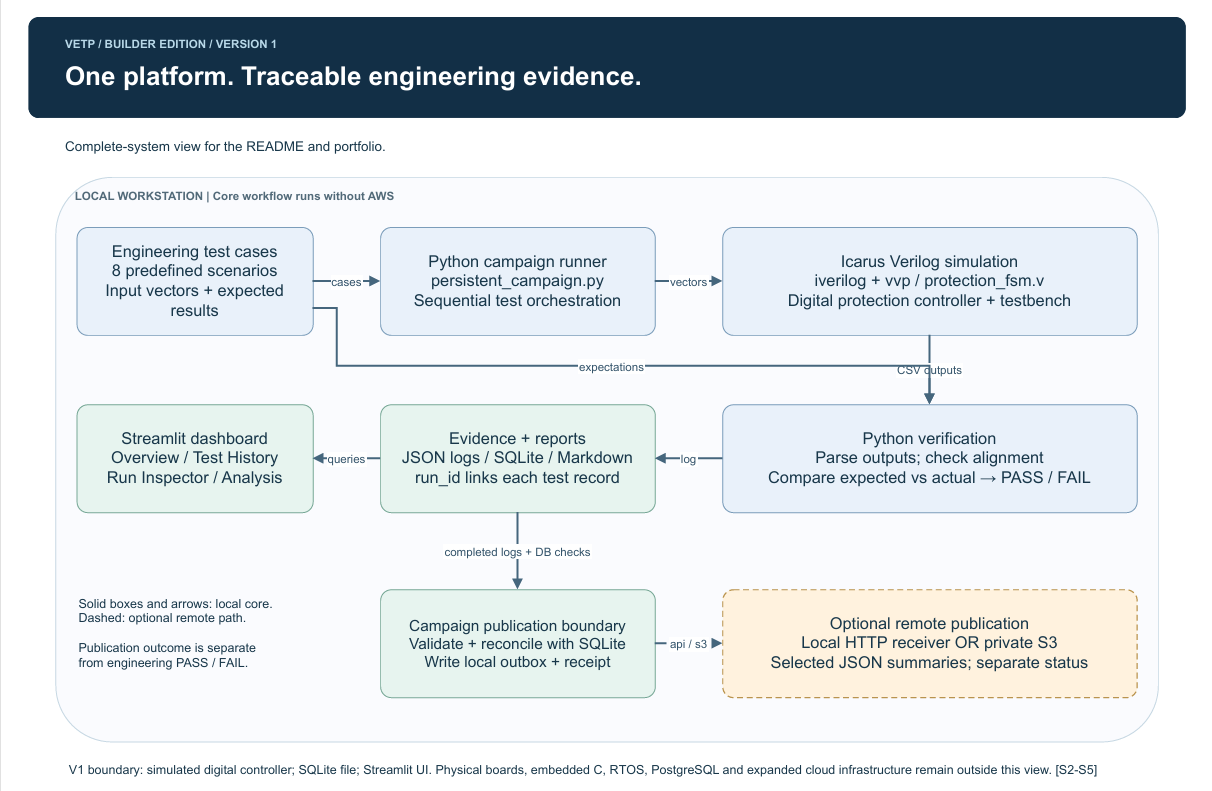 VETP / BUILDER EDITION / VERSION 1
One platform. Traceable engineering evidence.
Complete-system view for the README and portfolio.
LOCAL WORKSTATION | Core workflow runs without AWS
Engineering test cases
8 predefined scenarios
Input vectors + expected
results
cases
Python campaign runner
persistent_campaign.py
Sequential test orchestration
vectors
Icarus Verilog simulation
iverilog + vvp / protection_fsm.v
Digital protection controller + testbench
expectations
CSV outputs
Streamlit dashboard
Overview / Test History
Run Inspector / Analysis
queries
Evidence + reports
JSON logs / SQLite / Markdown
run_id links each test record
log
Python verification
Parse outputs; check alignment
Compare expected vs actual → PASS / FAIL
completed logs + DB checks
Solid boxes and arrows: local core.
Dashed: optional remote path.
Publication outcome is separate
from engineering PASS / FAIL.
Campaign publication boundary
Validate + reconcile with SQLite
Write local outbox + receipt
api / s3
Optional remote publication
Local HTTP receiver OR private S3
Selected JSON summaries; separate status
V1 boundary: simulated digital controller; SQLite file; Streamlit UI. Physical boards, embedded C, RTOS, PostgreSQL and expanded cloud infrastructure remain outside this view. [S2-S5]